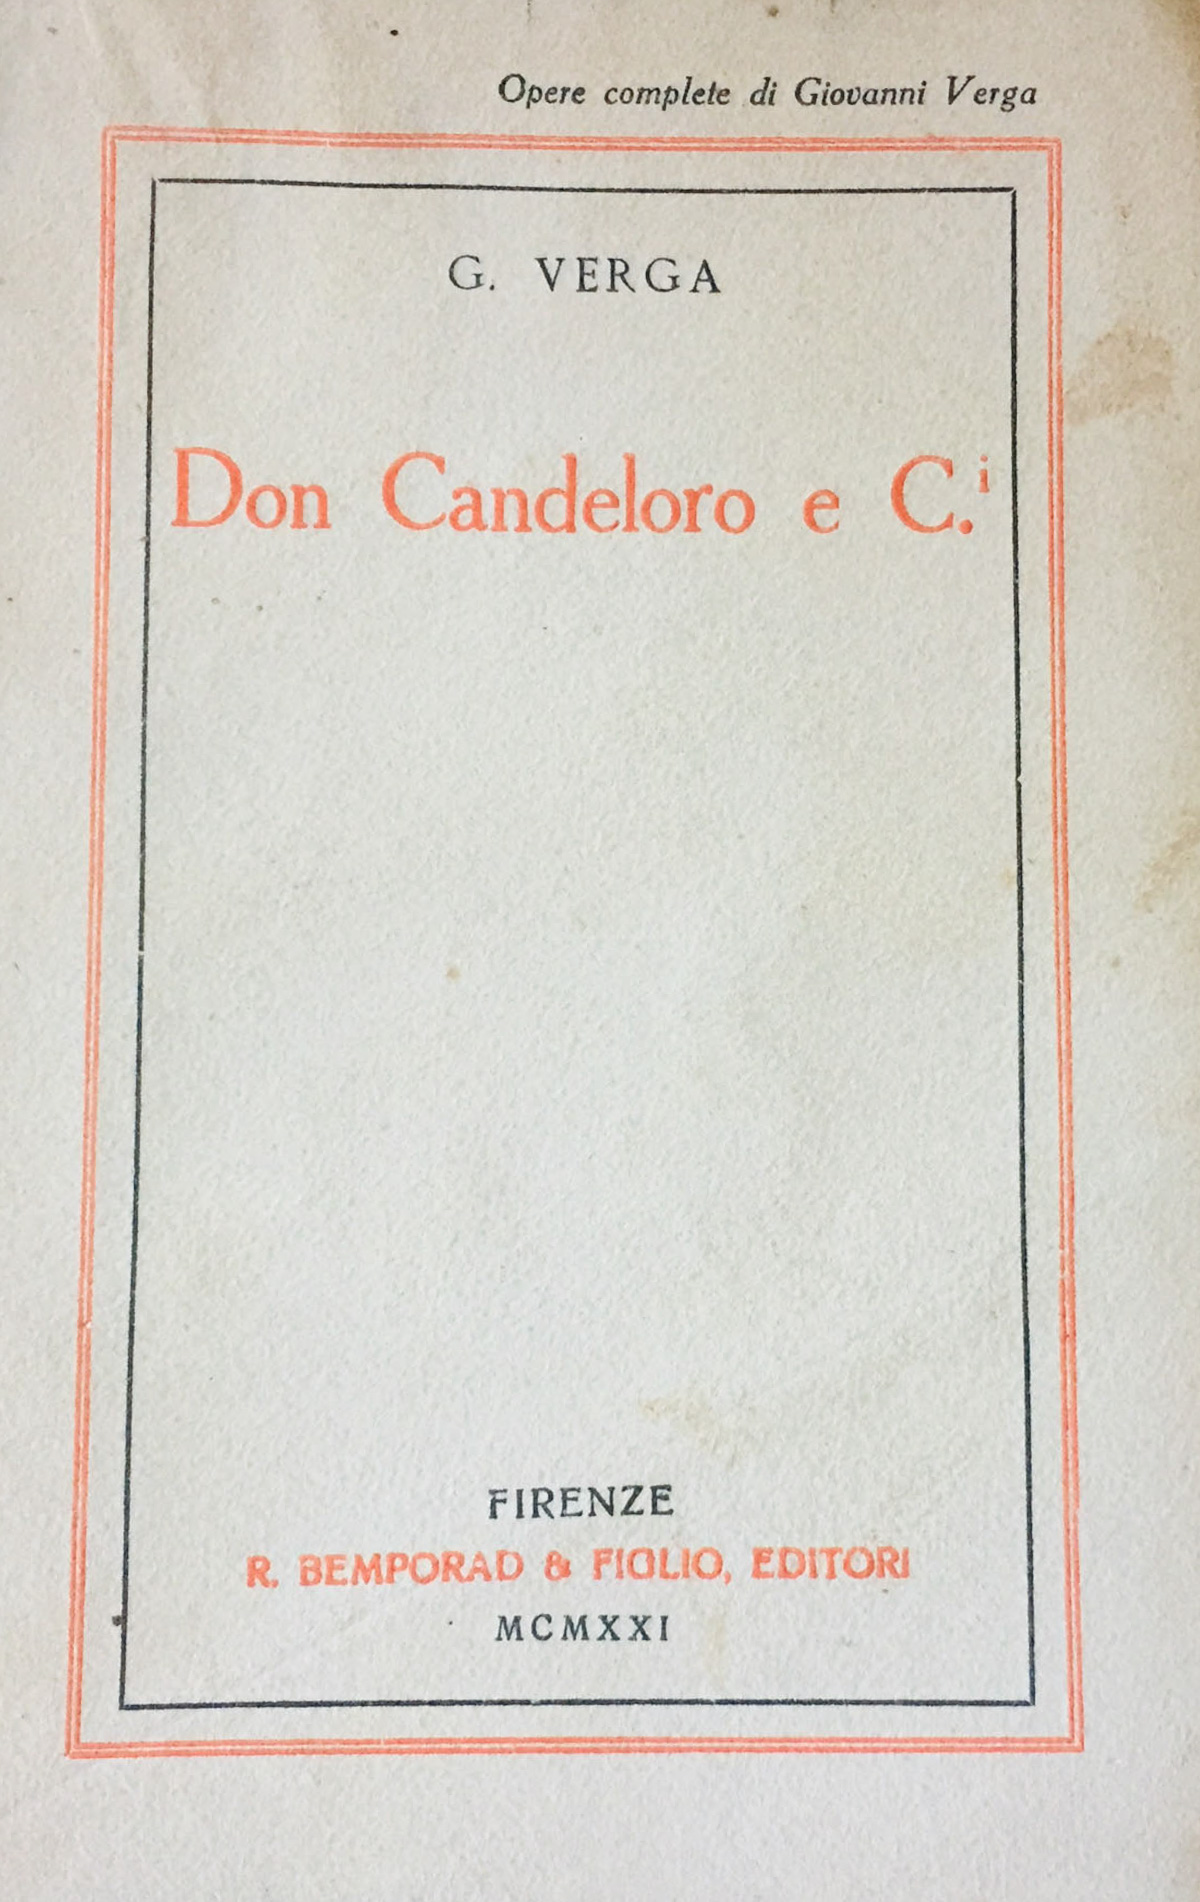 Opere complete di Giovanni Verga
G. VERGA
Don Candeloro e C.i
FIRENZE
R. BEMPORAD & FIGLIO, EDITORI
MCMXXI